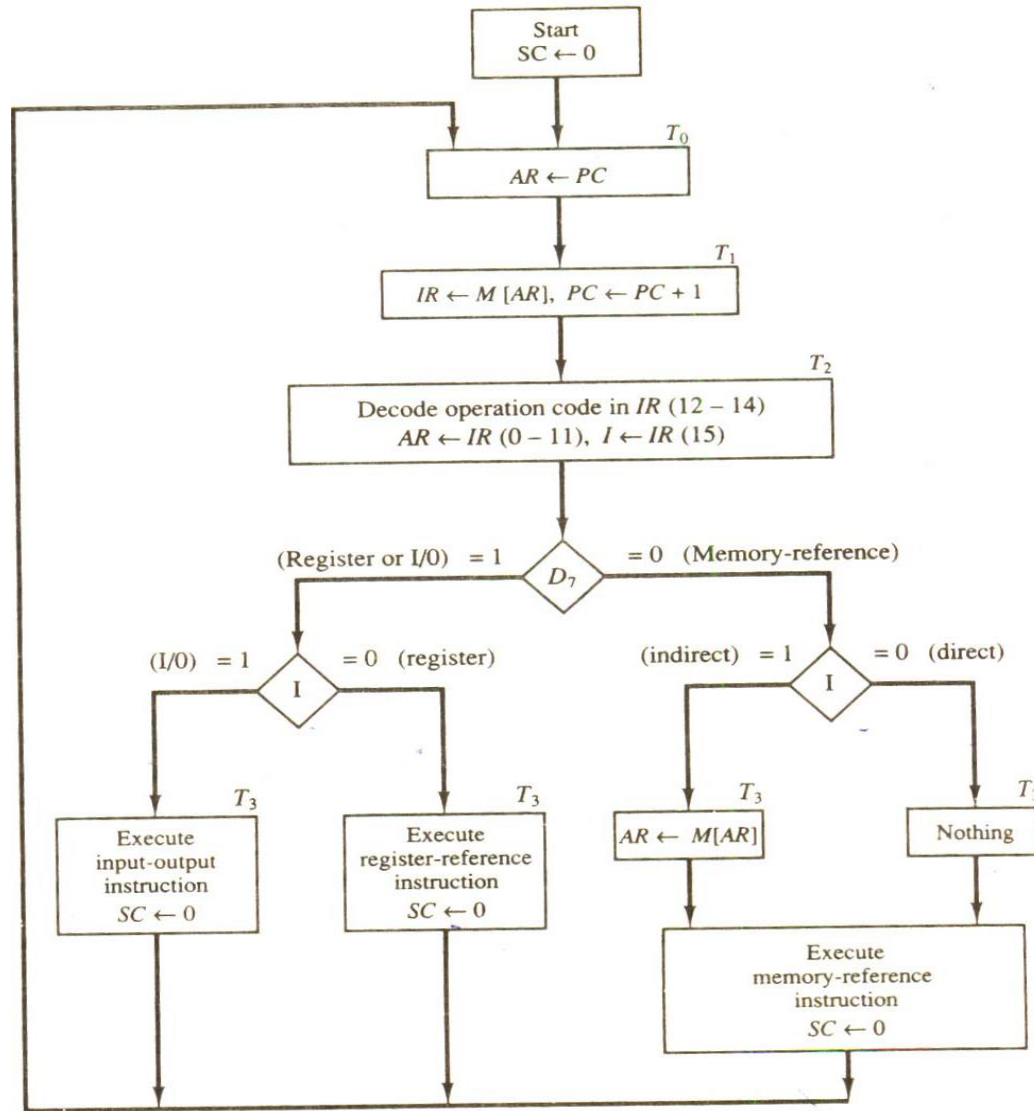 Start
SC ← 0
T₀
AR ← PC
T₁
IR ← M [AR], PC ← PC + 1
T₂
Decode operation code in IR (12 – 14)
AR ← IR (0 – 11), I ← IR (15)
(Register or I/0) = 1
D₇
= 0 (Memory-reference)
(I/0) = 1
I
= 0 (register)
(indirect) = 1
I
= 0 (direct)
T₃
Execute
input-output
instruction
SC ← 0
T₃
Execute
register-reference
instruction
SC ← 0
T₃
AR ← M[AR]
Nothing
Execute
memory-reference
instruction
SC ← 0